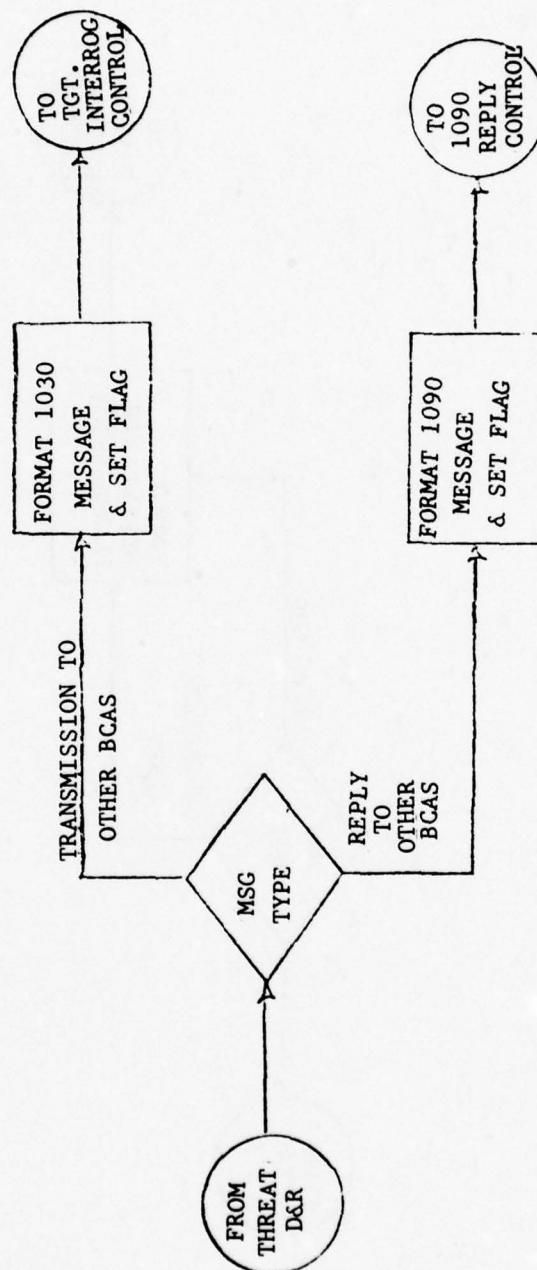 FROM
THREAT
D&R
MSG
TYPE
TRANSMISSION TO
OTHER BCAS
FORMAT 1030
MESSAGE
& SET FLAG
TO
TGT.
INTERROG
CONTROL
REPLY
TO
OTHER
BCAS
FORMAT 1090
MESSAGE
& SET FLAG
TO
1090
REPLY
CONTROL